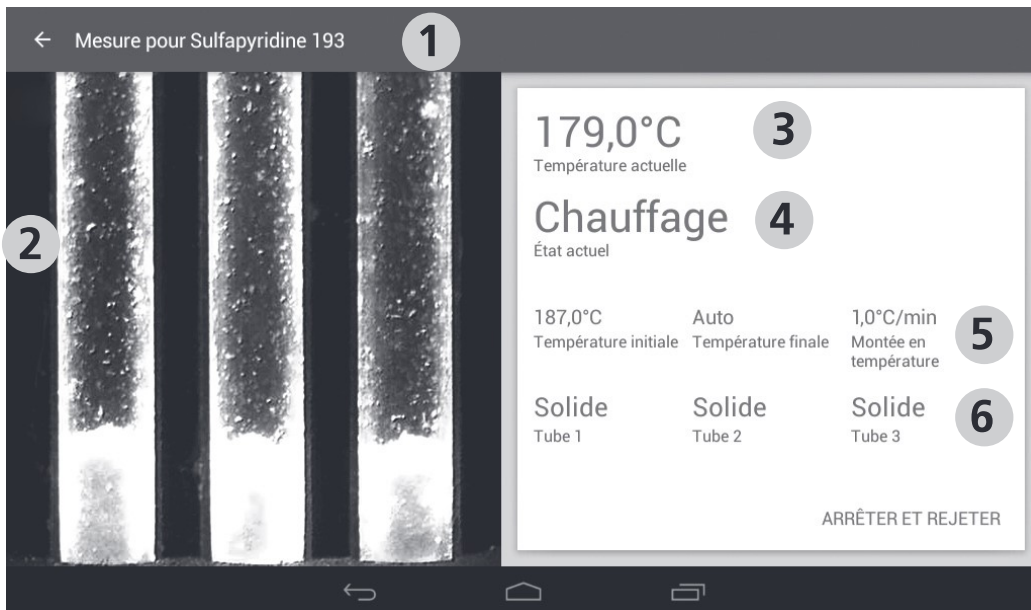 Mesure pour Sulfapyridine 193
1
2
179,0°C
3
Température actuelle
Chauffage
4
État actuel
187,0°C Auto 1,0°C/min
5
Température initiale Température finale Montée en
température
Solide Solide Solide
6
Tube 1 Tube 2 Tube 3
ARRÊTER ET REJETER